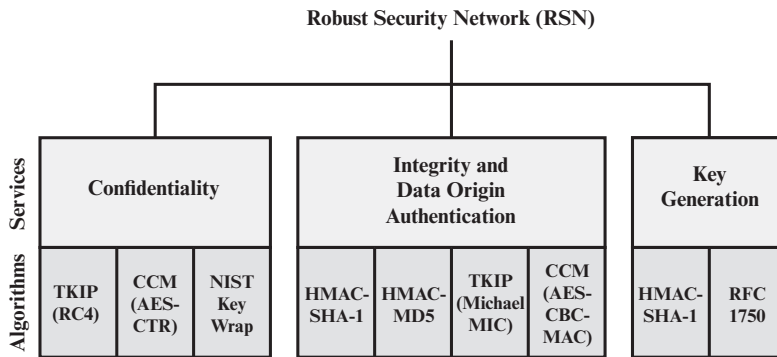 Robust Security Network (RSN)
Services
Confidentiality
Integrity and
Data Origin
Authentication
Key
Generation
Algorithms
TKIP
(RC4)
CCM
(AES-
CTR)
NIST
Key
Wrap
HMAC-
SHA-1
HMAC-
MD5
TKIP
(Michael
MIC)
CCM
(AES-
CBC-
MAC)
HMAC-
SHA-1
RFC
1750